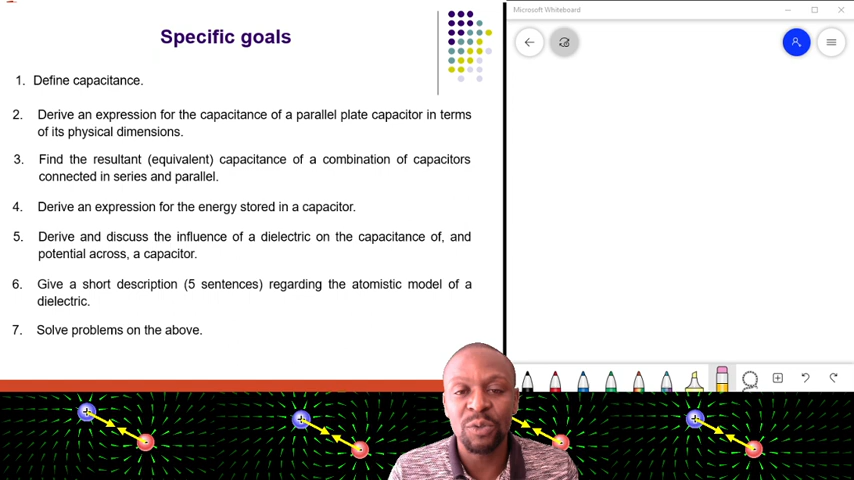 Specific goals
Microsoft Whiteboard
1. Define capacitance.
2. Derive an expression for the capacitance of a parallel plate capacitor in terms
of its physical dimensions.
3. Find the resultant (equivalent) capacitance of a combination of capacitors
connected in series and parallel.
4. Derive an expression for the energy stored in a capacitor.
5. Derive and discuss the influence of a dielectric on the capacitance of, and
potential across, a capacitor.
6. Give a short description (5 sentences) regarding the atomistic model of a
dielectric.
7. Solve problems on the above.